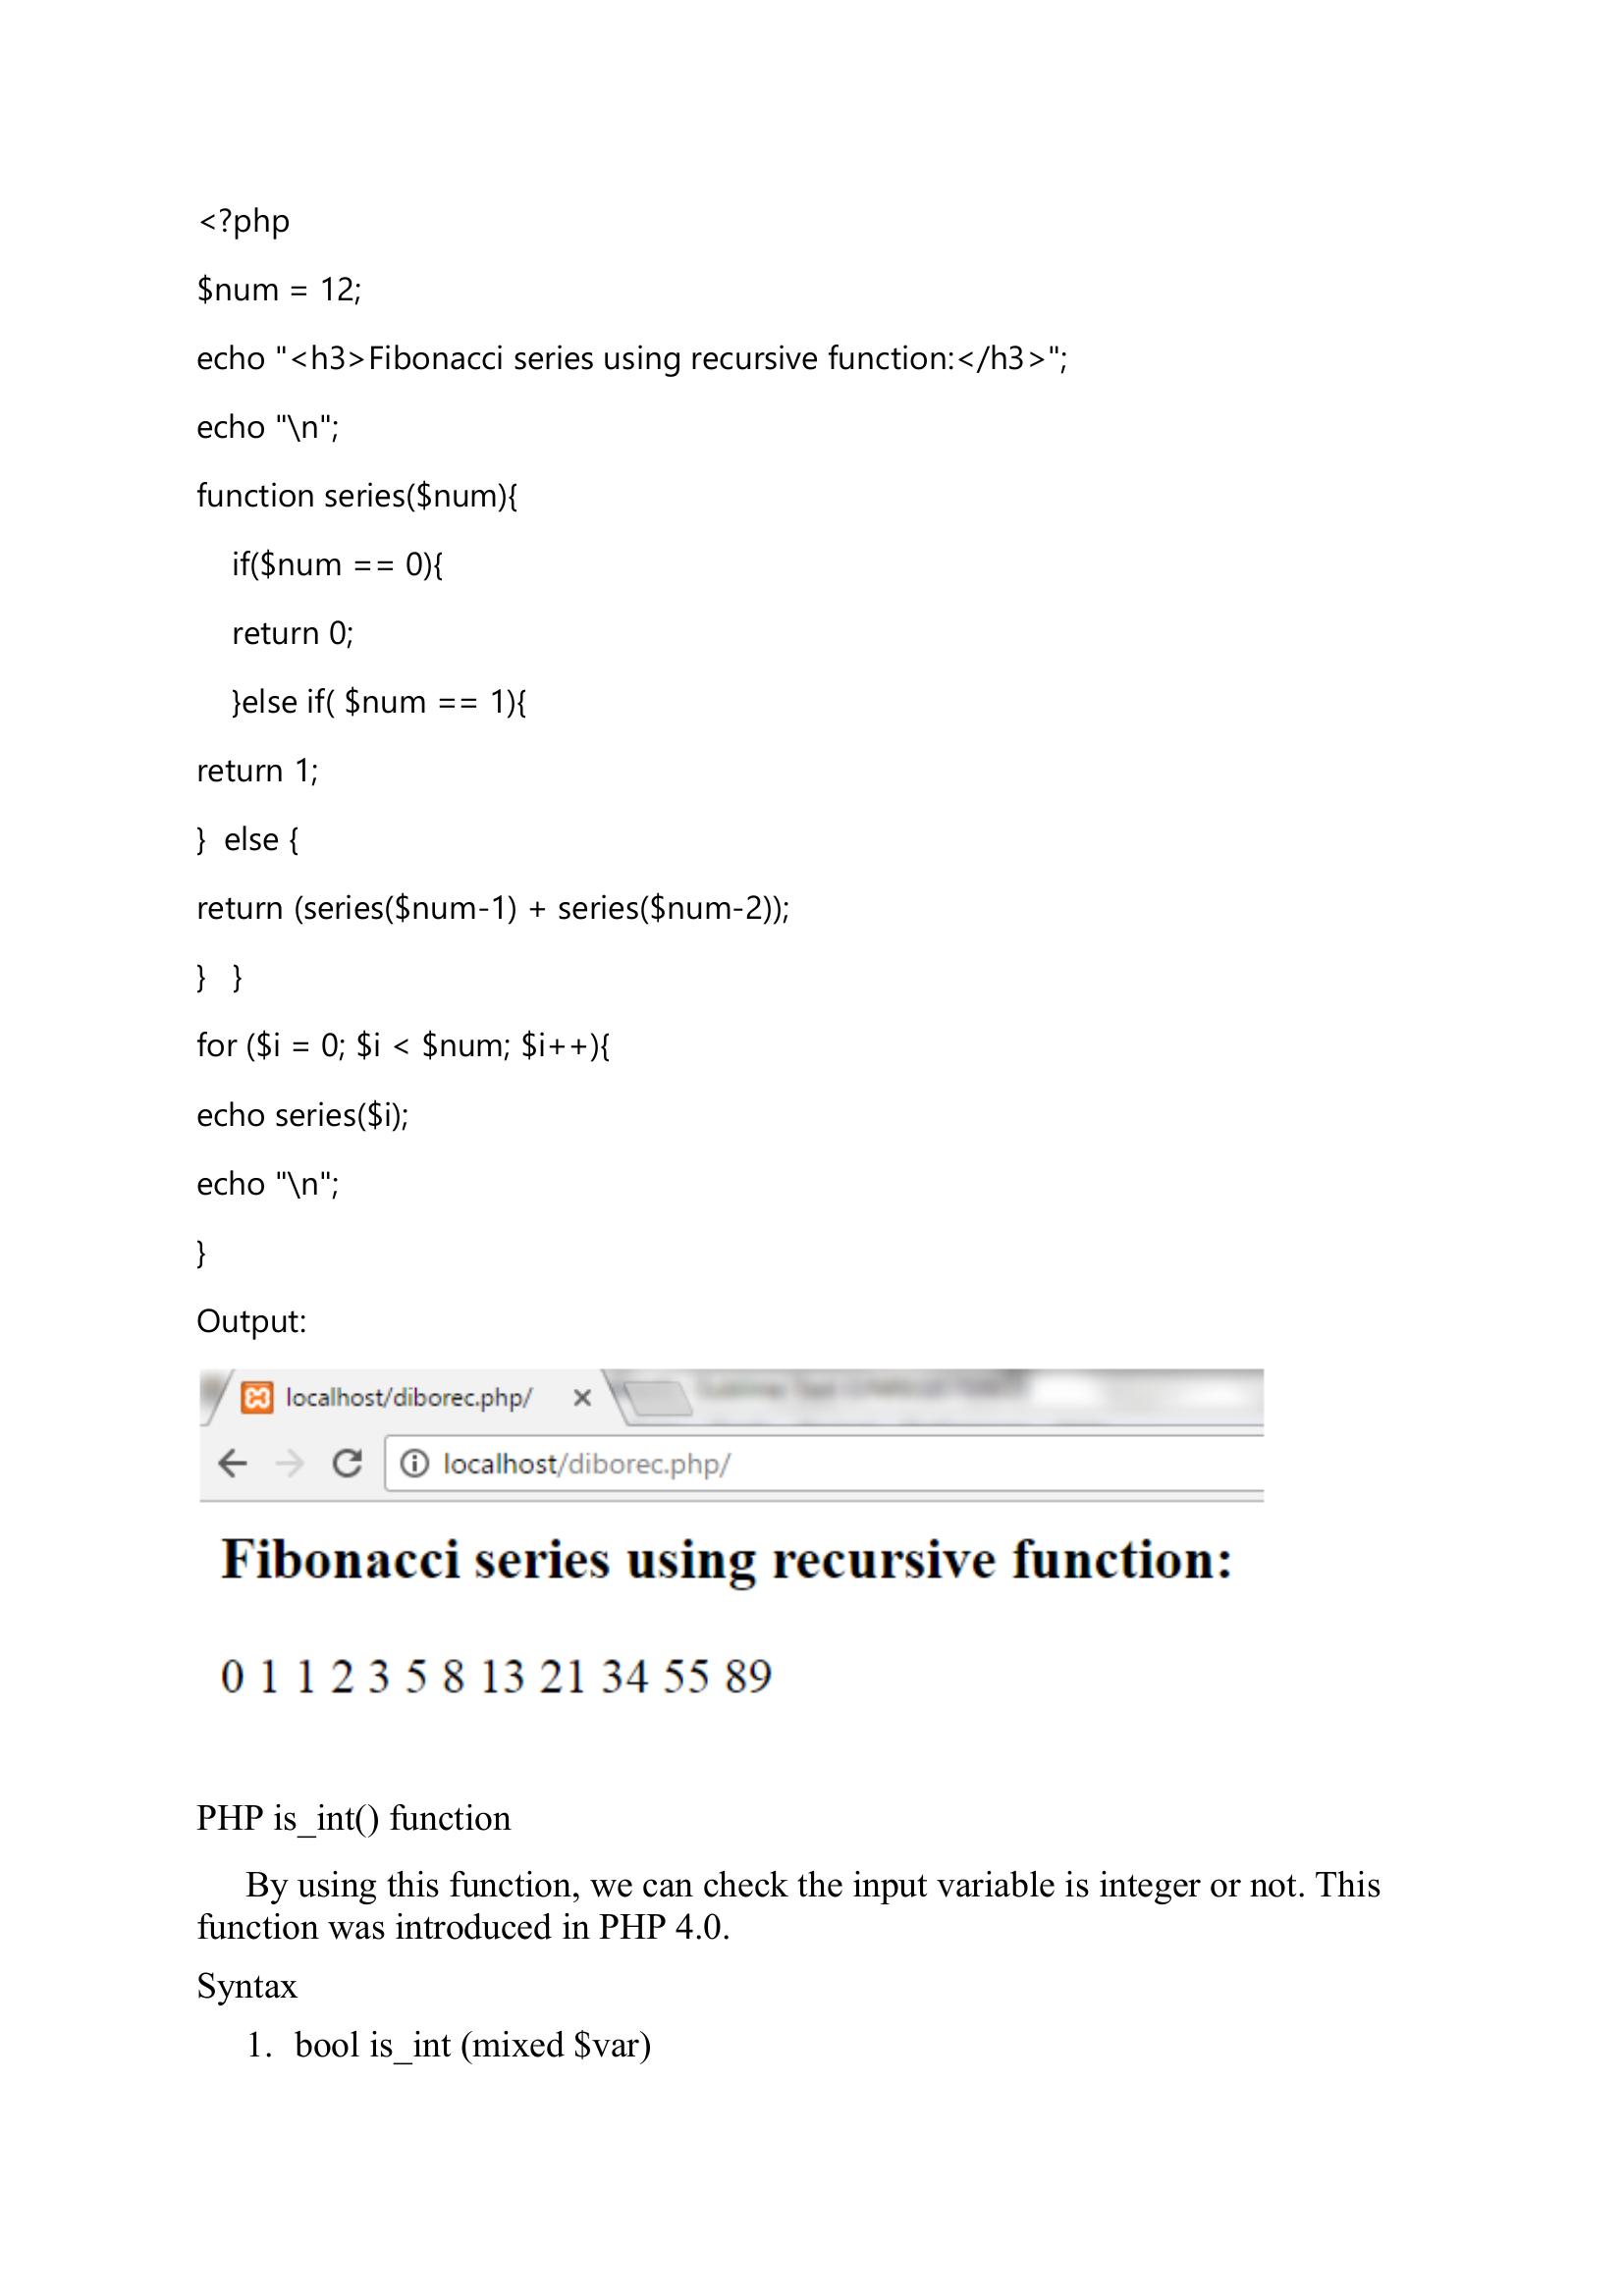 <?php
$num = 12;
echo "<h3>Fibonacci series using recursive function:</h3>";
echo "\n";
function series($num){
if($num == 0){
return 0;
}else if( $num == 1){
return 1;
}  else {
return (series($num-1) + series($num-2));
}   }
for ($i = 0; $i < $num; $i++){
echo series($i);
echo "\n";
}
Output:
localhost/diborec.php/
localhost/diborec.php/
Fibonacci series using recursive function:
0 1 1 2 3 5 8 13 21 34 55 89
PHP is_int() function
By using this function, we can check the input variable is integer or not. This
function was introduced in PHP 4.0.
Syntax
1. bool is_int (mixed $var)